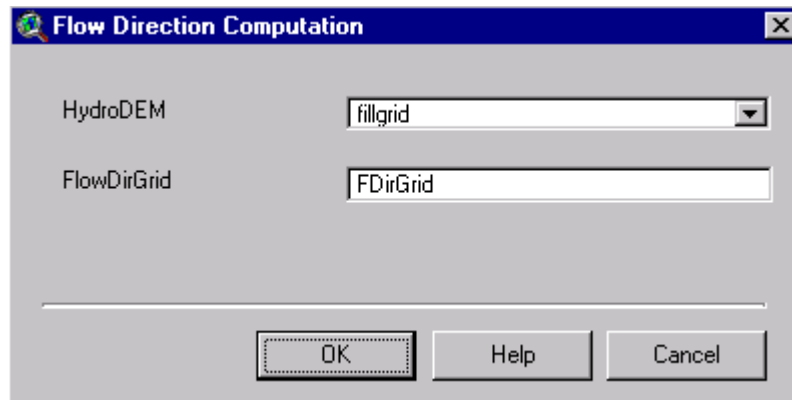 Flow Direction Computation
HydroDEM fillgrid
FlowDirGrid FDirGrid
OK Help Cancel